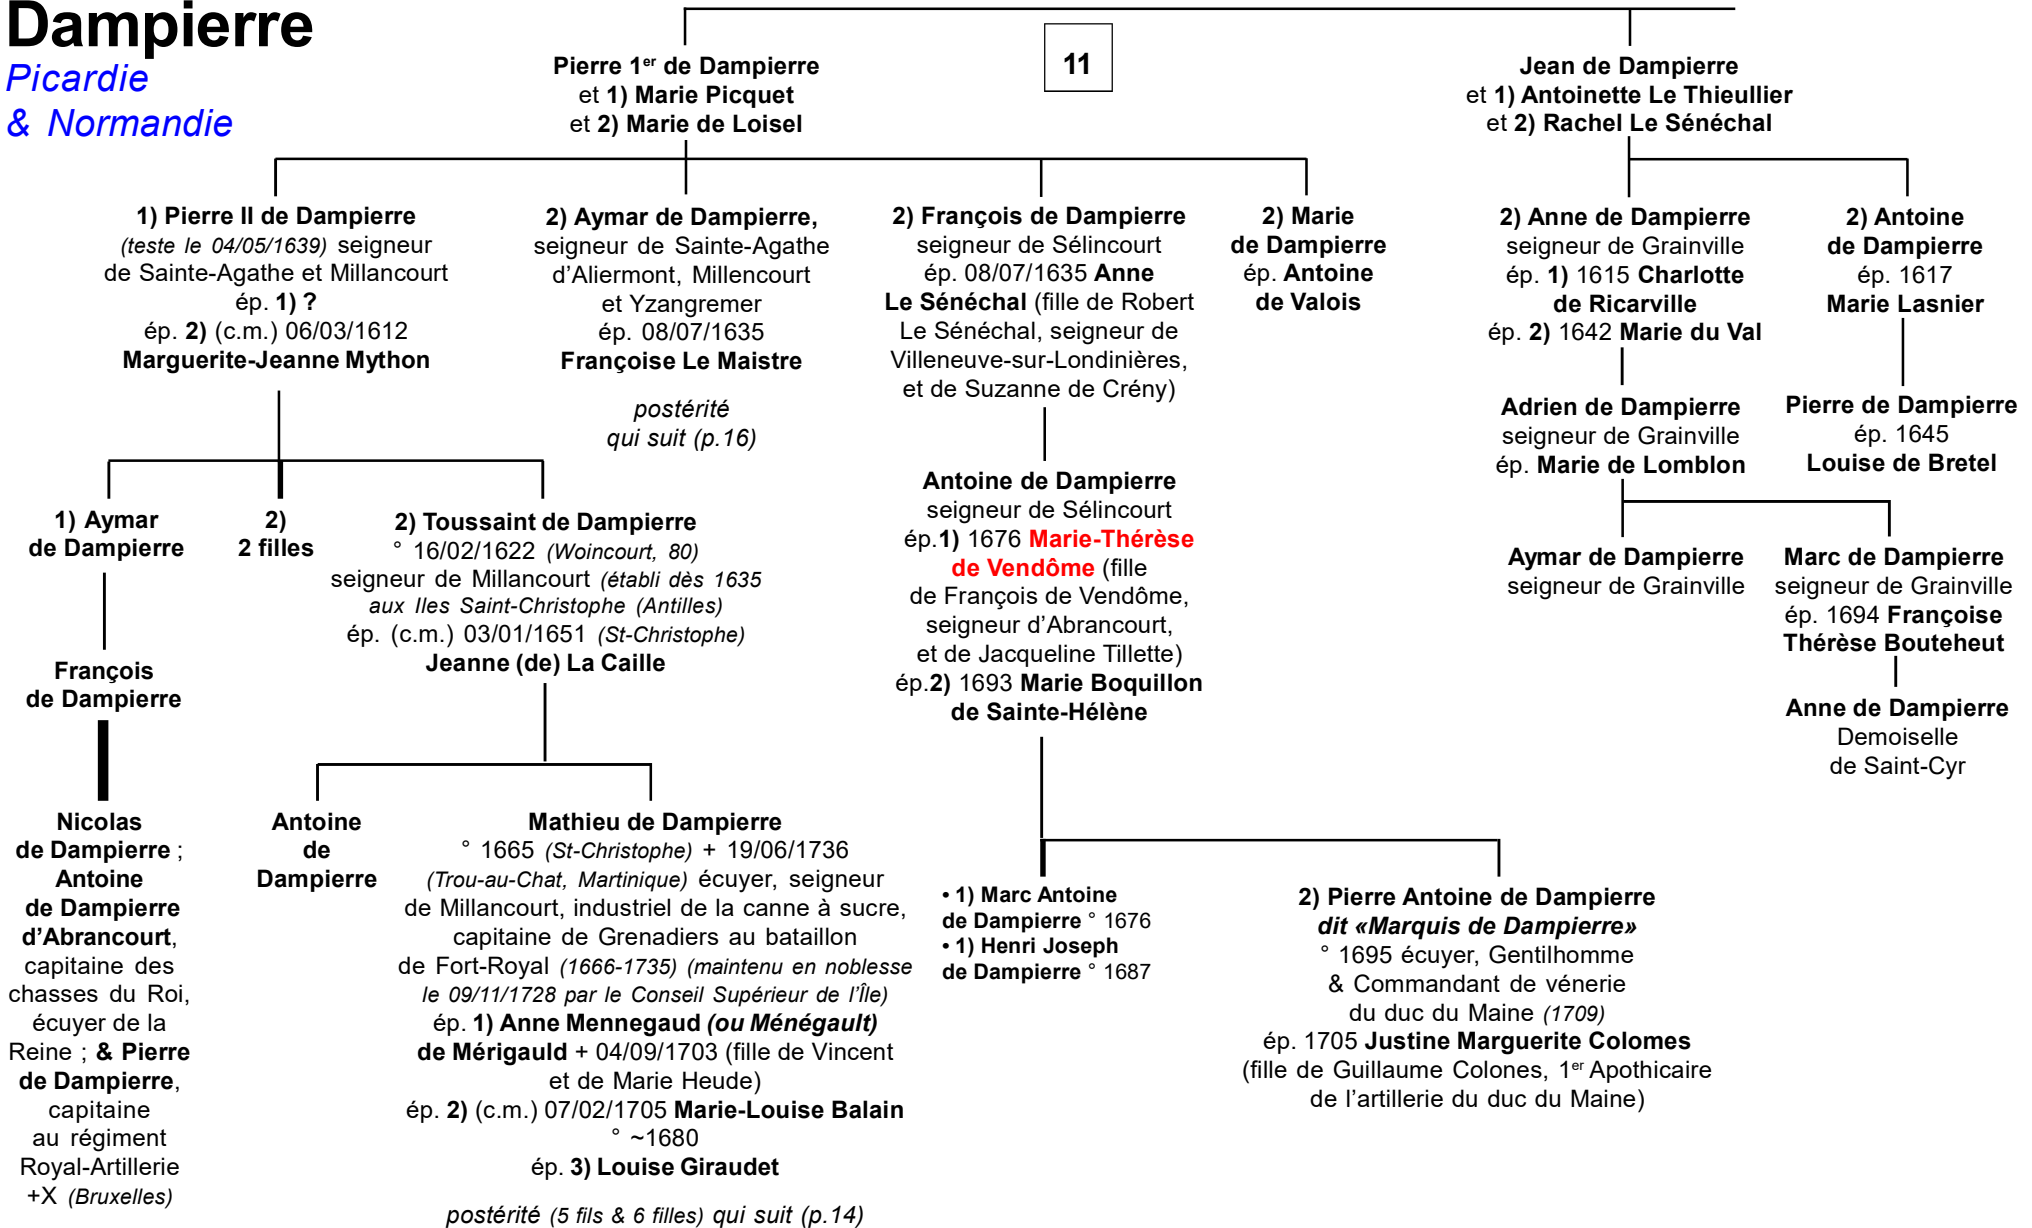 Dampierre
Picardie
& Normandie
11
Pierre 1er de Dampierre
et 1) Marie Picquet
et 2) Marie de Loisel
Jean de Dampierre
et 1) Antoinette Le Thieullier
et 2) Rachel Le Sénéchal
1) Pierre II de Dampierre
(teste le 04/05/1639) seigneur
de Sainte-Agathe et Millancourt
ép. 1) ?
ép. 2) (c.m.) 06/03/1612
Marguerite-Jeanne Mython
2) Aymar de Dampierre,
seigneur de Sainte-Agathe
d'Aliermont, Millencourt
et Yzangremer
ép. 08/07/1635
Françoise Le Maistre
postérité
qui suit (p.16)
2) François de Dampierre
seigneur de Sélincourt
ép. 08/07/1635 Anne
Le Sénéchal (fille de Robert
Le Sénéchal, seigneur de
Villeneuve-sur-Londinières,
et de Suzanne de Crény)
2) Marie
de Dampierre
ép. Antoine
de Valois
2) Anne de Dampierre
seigneur de Grainville
ép. 1) 1615 Charlotte
de Ricarville
ép. 2) 1642 Marie du Val
2) Antoine
de Dampierre
ép. 1617
Marie Lasnier
Adrien de Dampierre
seigneur de Grainville
ép. Marie de Lomblon
Pierre de Dampierre
ép. 1645
Louise de Bretel
1) Aymar
de Dampierre
2)
2 filles
2) Toussaint de Dampierre
° 16/02/1622 (Woincourt, 80)
seigneur de Millancourt (établi dès 1635
aux Iles Saint-Christophe (Antilles)
ép. (c.m.) 03/01/1651 (St-Christophe)
Jeanne (de) La Caille
Antoine de Dampierre
seigneur de Sélincourt
ép.1) 1676 Marie-Thérèse
de Vendôme (fille
de François de Vendôme,
seigneur d'Abrancourt,
et de Jacqueline Tillette)
ép.2) 1693 Marie Boquillon
de Sainte-Hélène
Aymar de Dampierre
seigneur de Grainville
Marc de Dampierre
seigneur de Grainville
ép. 1694 Françoise
Thérèse Bouteheut
François
de Dampierre
Anne de Dampierre
Demoiselle
de Saint-Cyr
Nicolas
de Dampierre ;
Antoine
de Dampierre
d'Abrancourt,
capitaine des
chasses du Roi,
écuyer de la
Reine ; & Pierre
de Dampierre,
capitaine
au régiment
Royal-Artillerie
+X (Bruxelles)
Antoine
de
Dampierre
Mathieu de Dampierre
° 1665 (St-Christophe) + 19/06/1736
(Trou-au-Chat, Martinique) écuyer, seigneur
de Millancourt, industriel de la canne à sucre,
capitaine de Grenadiers au bataillon
de Fort-Royal (1666-1735) (maintenu en noblesse
le 09/11/1728 par le Conseil Supérieur de l'Île)
ép. 1) Anne Mennegaud (ou Ménégault)
de Mérigauld + 04/09/1703 (fille de Vincent
et de Marie Heude)
ép. 2) (c.m.) 07/02/1705 Marie-Louise Balain
° ~1680
ép. 3) Louise Giraudet
postérité (5 fils & 6 filles) qui suit (p.14)
• 1) Marc Antoine
de Dampierre ° 1676
• 1) Henri Joseph
de Dampierre ° 1687
2) Pierre Antoine de Dampierre
dit «Marquis de Dampierre»
° 1695 écuyer, Gentilhomme
& Commandant de vénerie
du duc du Maine (1709)
ép. 1705 Justine Marguerite Colomes
(fille de Guillaume Colones, 1er Apothicaire
de l'artillerie du duc du Maine)